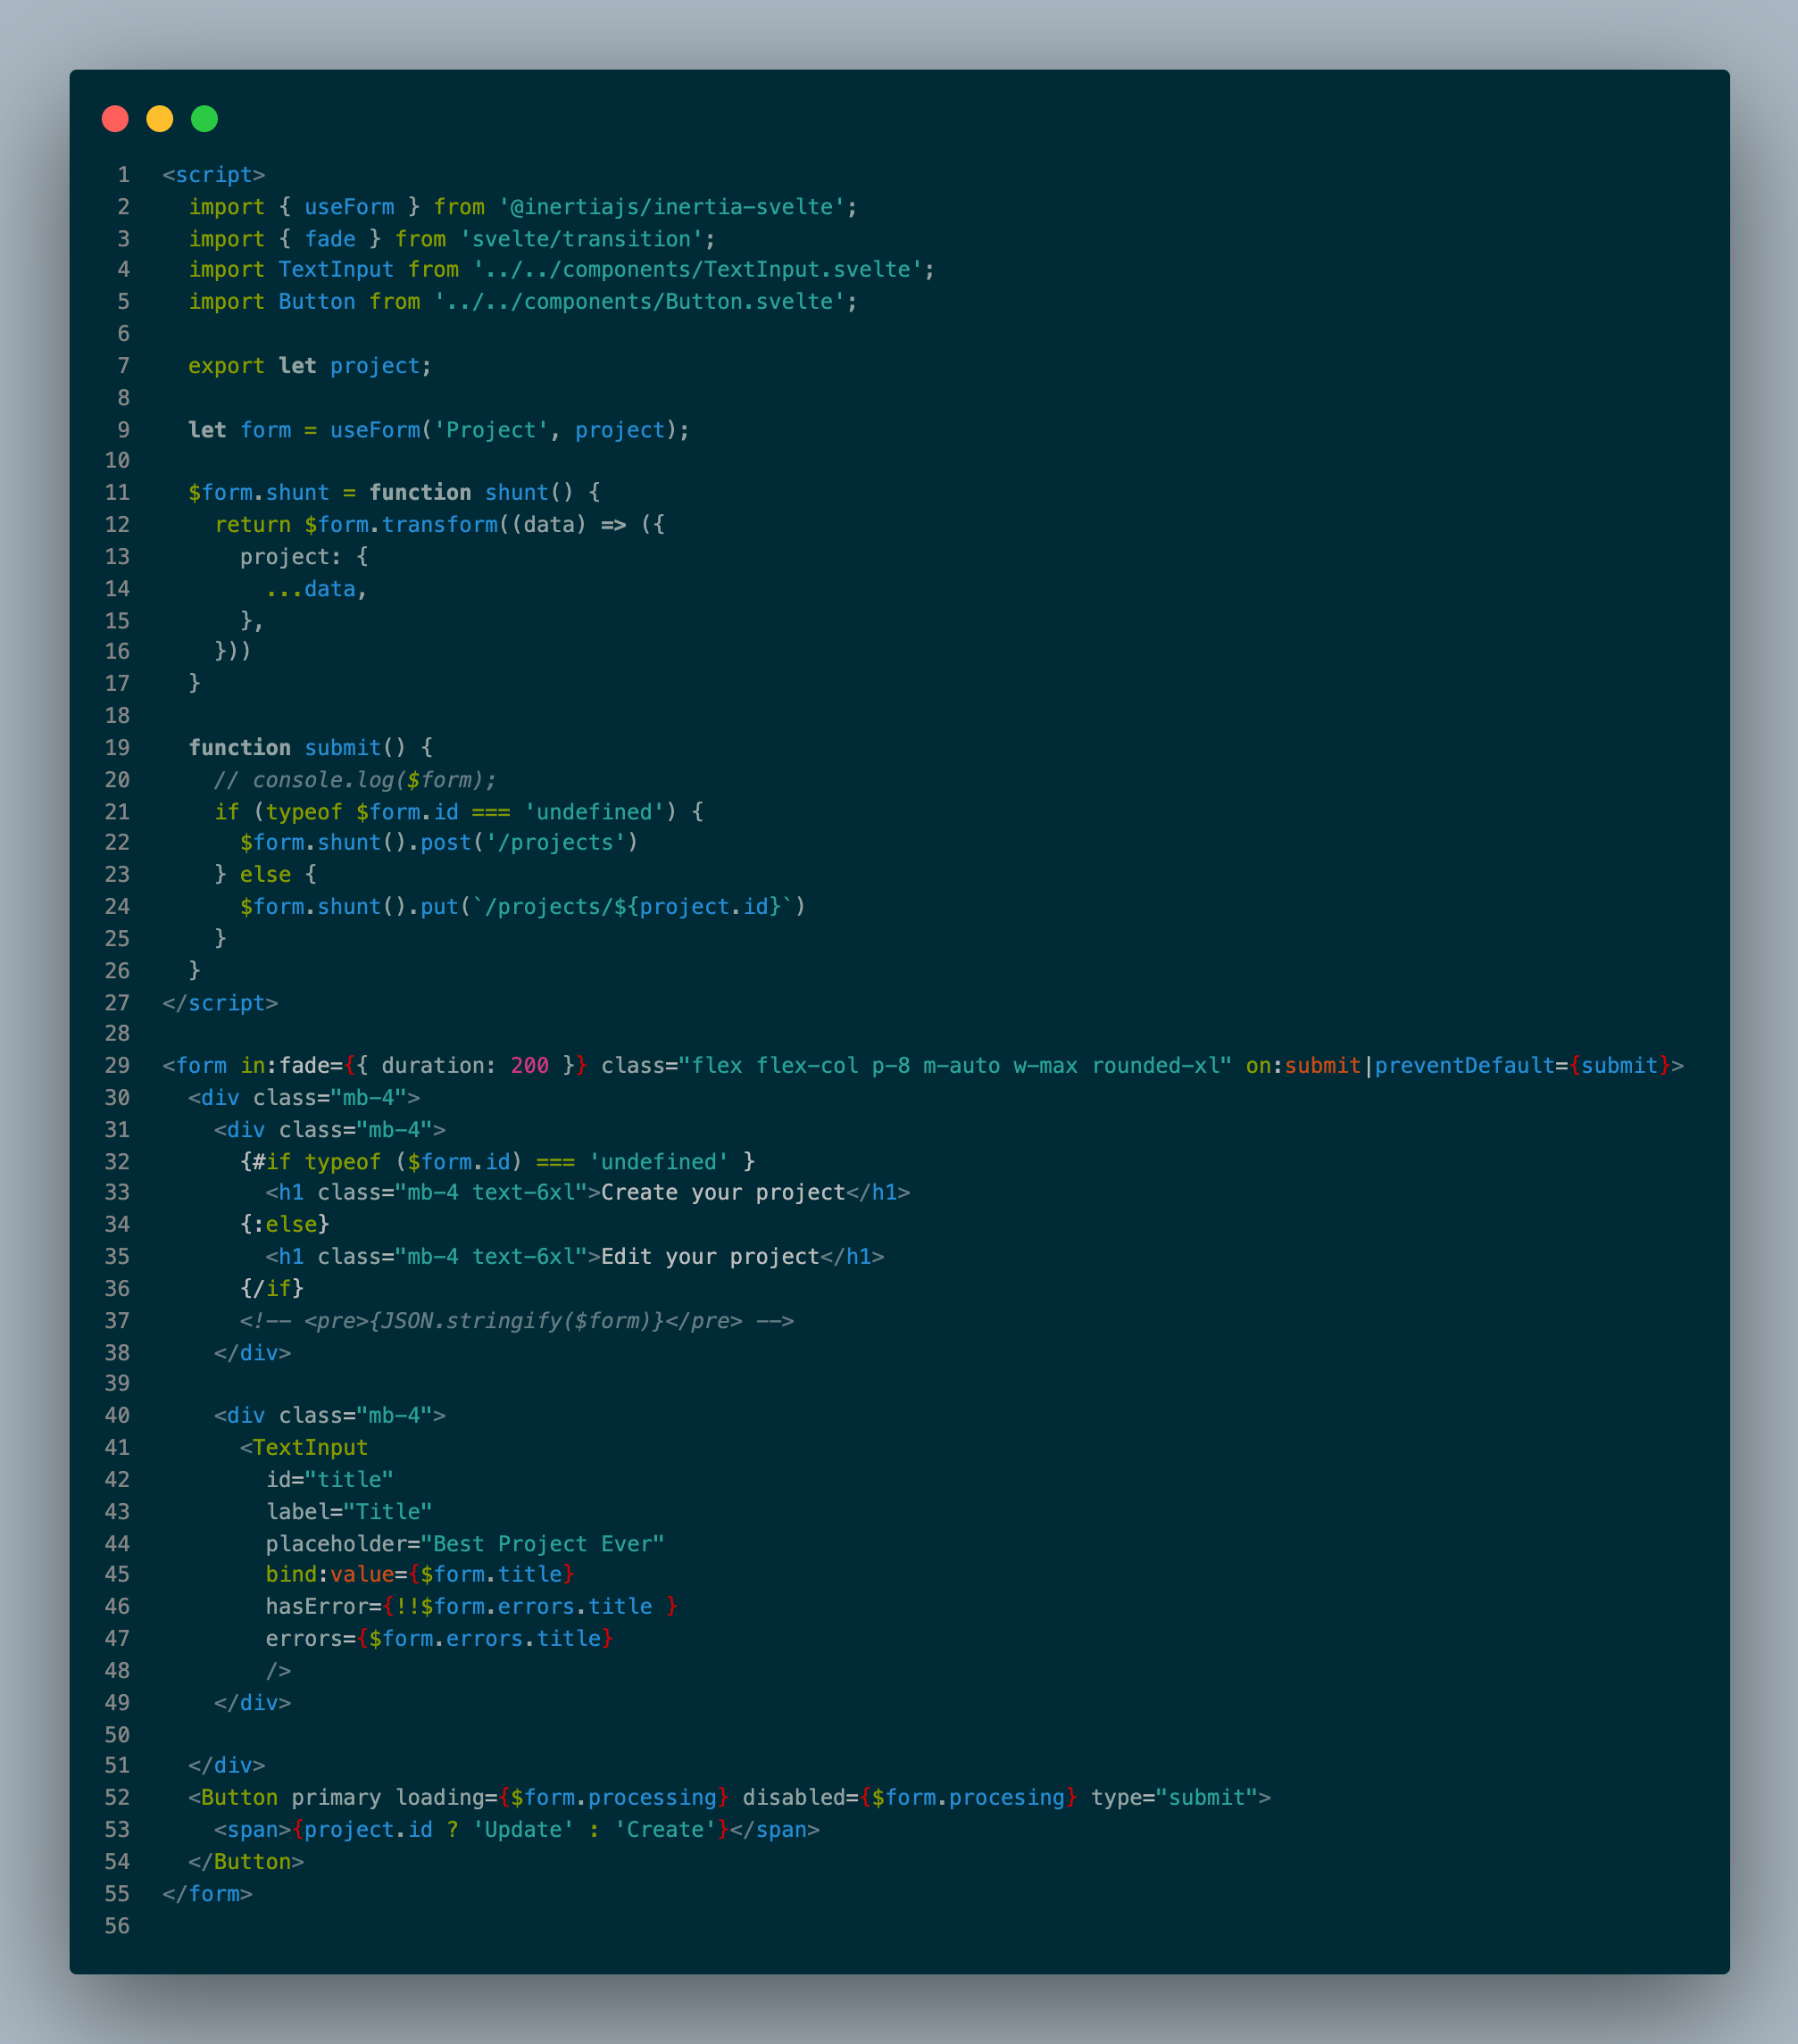 1 <script>
2   import { useForm } from '@inertiajs/inertia-svelte';
3   import { fade } from 'svelte/transition';
4   import TextInput from '../../components/TextInput.svelte';
5   import Button from '../../components/Button.svelte';
6
7   export let project;
8
9   let form = useForm('Project', project);
10
11   $form.shunt = function shunt() {
12     return $form.transform((data) => ({
13       project: {
14         ...data,
15       },
16     }))
17   }
18
19   function submit() {
20     // console.log($form);
21     if (typeof $form.id === 'undefined') {
22       $form.shunt().post('/projects')
23     } else {
24       $form.shunt().put(`/projects/${project.id}`)
25     }
26   }
27 </script>
28
29 <form in:fade={{ duration: 200 }} class="flex flex-col p-8 m-auto w-max rounded-xl" on:submit|preventDefault={submit}>
30   <div class="mb-4">
31     <div class="mb-4">
32       {#if typeof ($form.id) === 'undefined' }
33         <h1 class="mb-4 text-6xl">Create your project</h1>
34       {:else}
35         <h1 class="mb-4 text-6xl">Edit your project</h1>
36       {/if}
37       <!-- <pre>{JSON.stringify($form)}</pre> -->
38     </div>
39
40     <div class="mb-4">
41       <TextInput
42         id="title"
43         label="Title"
44         placeholder="Best Project Ever"
45         bind:value={$form.title}
46         hasError={!!$form.errors.title }
47         errors={$form.errors.title}
48         />
49     </div>
50
51   </div>
52   <Button primary loading={$form.processing} disabled={$form.procesing} type="submit">
53     <span>{project.id ? 'Update' : 'Create'}</span>
54   </Button>
55 </form>
56